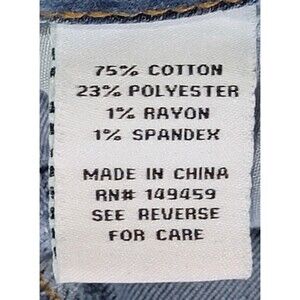 75% COTTON
23% POLYESTER
1% RAYON
1% SPANDEX
MADE IN CHINA
RN# 149459
SEE REVERSE
FOR CARE